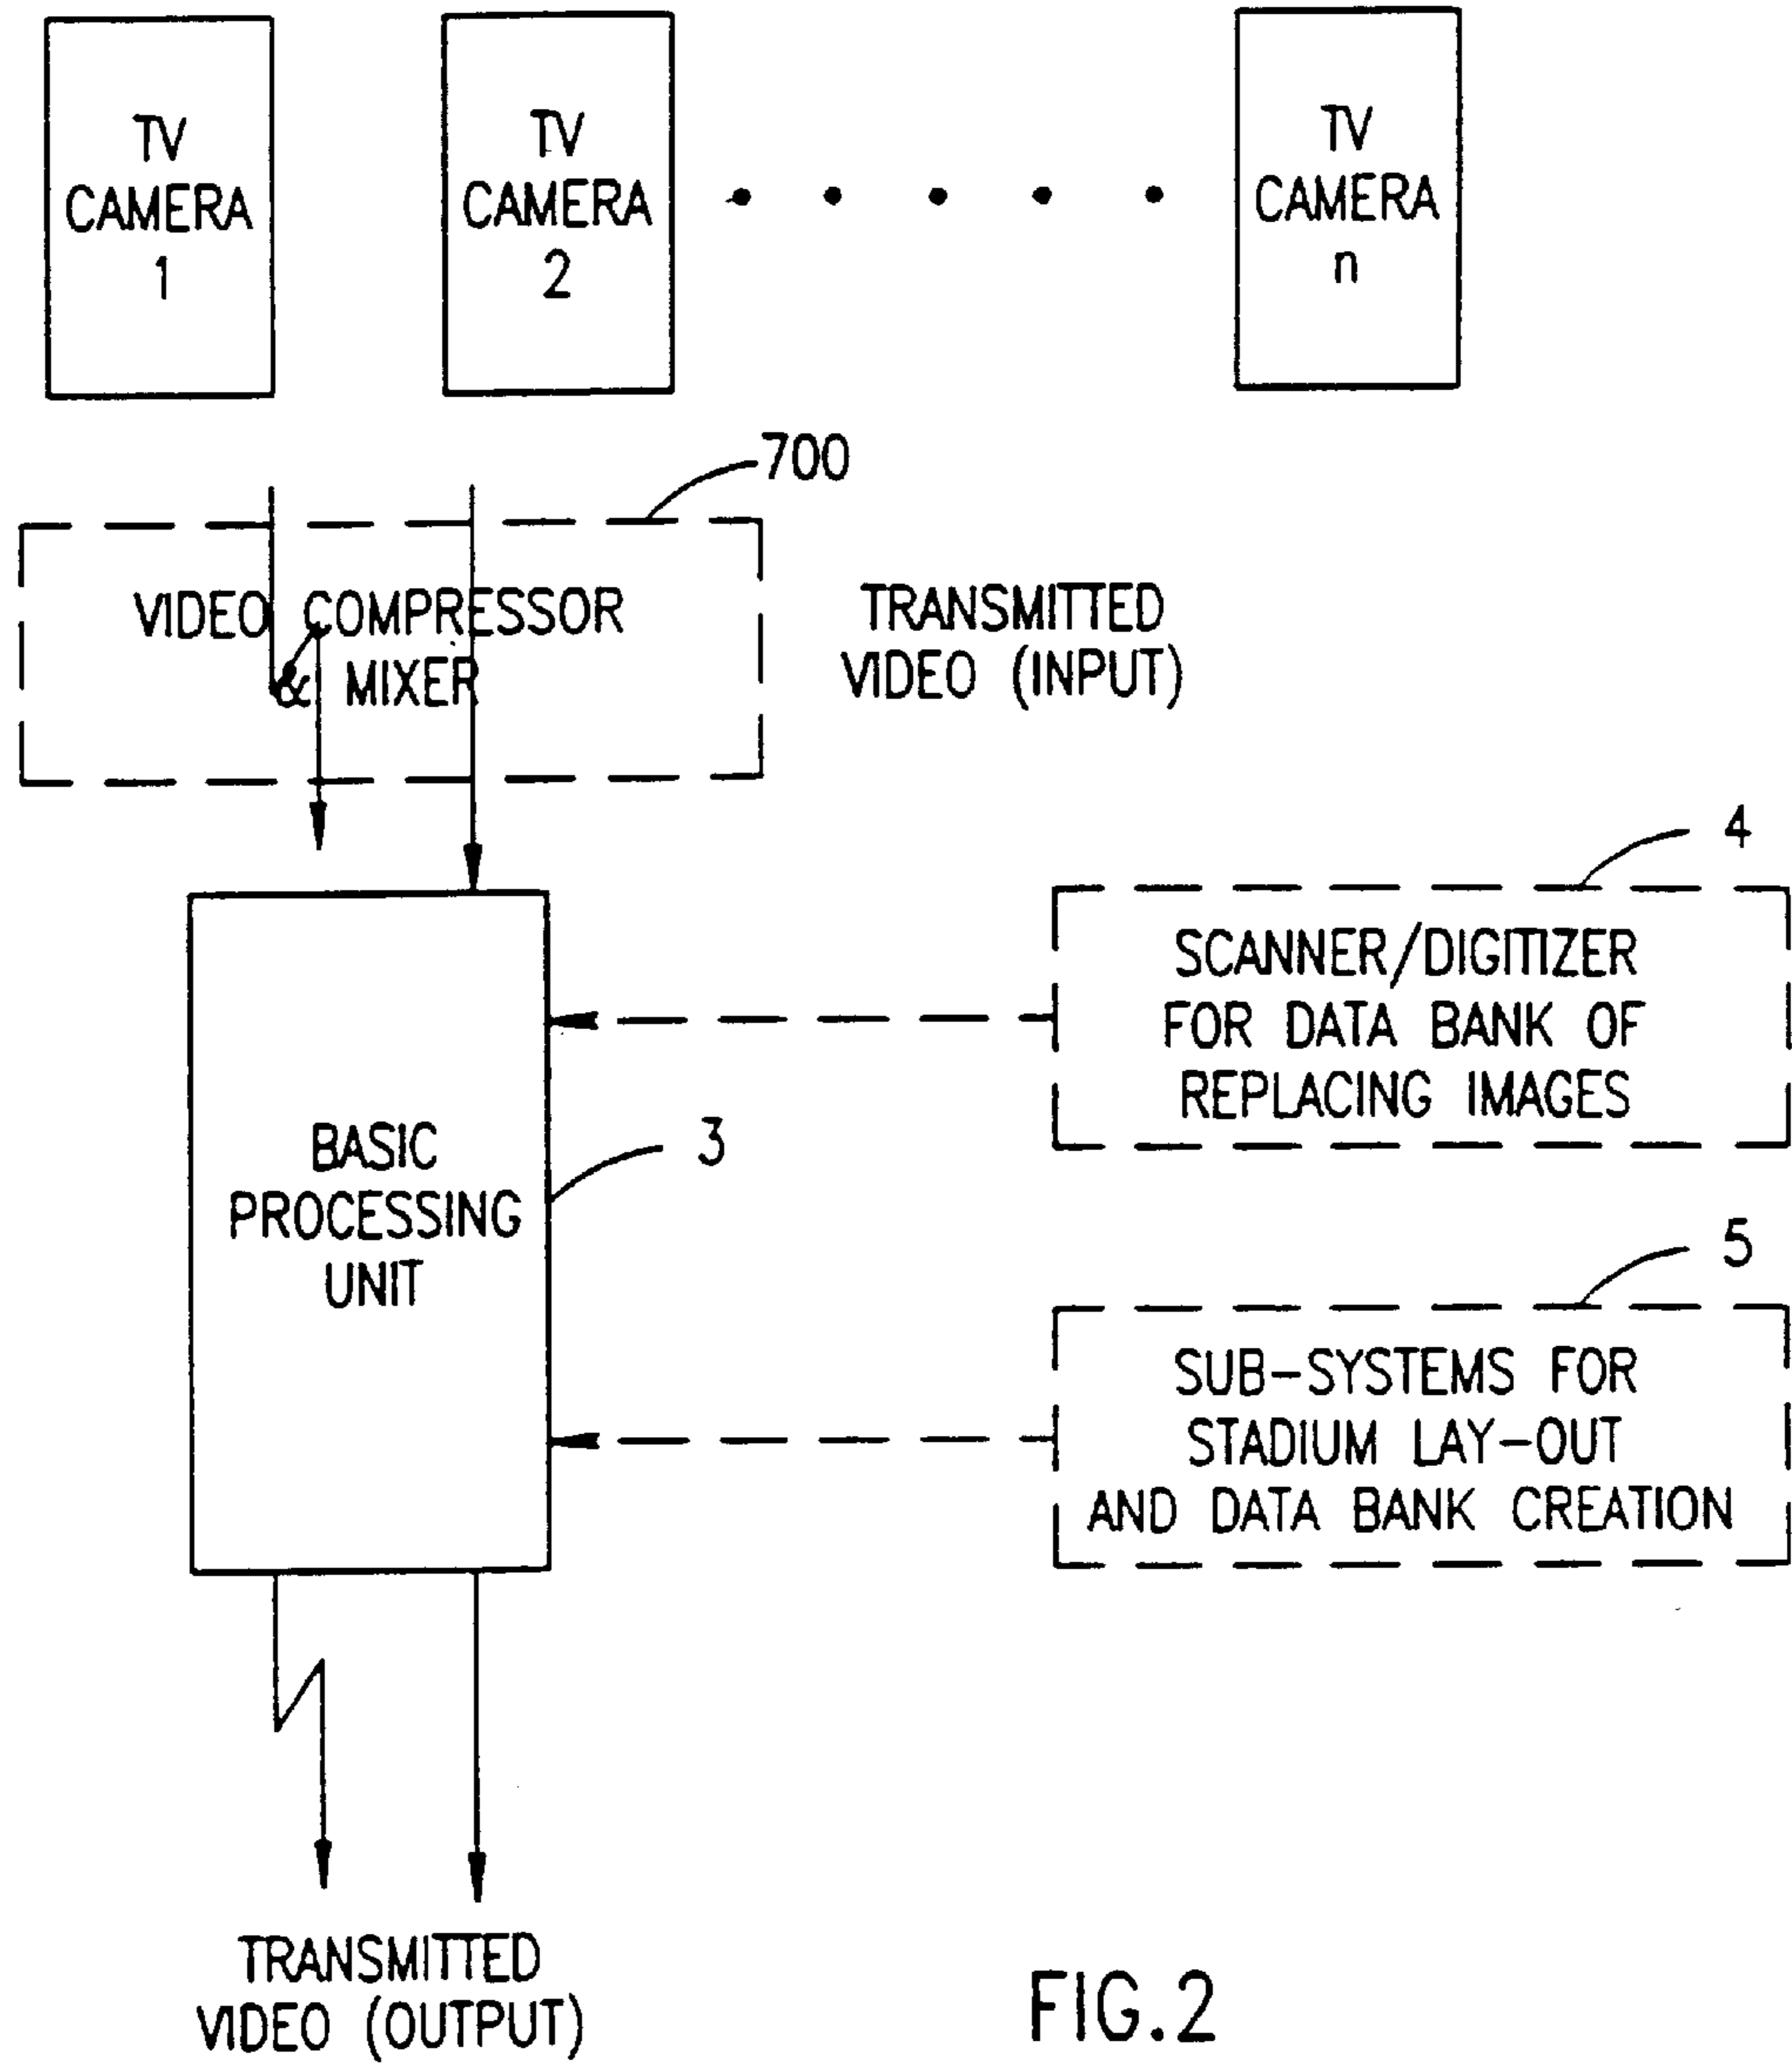 TV
CAMERA
1
TV
CAMERA
2
TV
CAMERA
n
700
VIDEO COMPRESSOR
& MIXER
TRANSMITTED
VIDEO (INPUT)
4
SCANNER/DIGITIZER
FOR DATA BANK OF
REPLACING IMAGES
BASIC
PROCESSING
UNIT
3
5
SUB-SYSTEMS FOR
STADIUM LAY-OUT
AND DATA BANK CREATION
TRANSMITTED
VIDEO (OUTPUT)
FIG.2